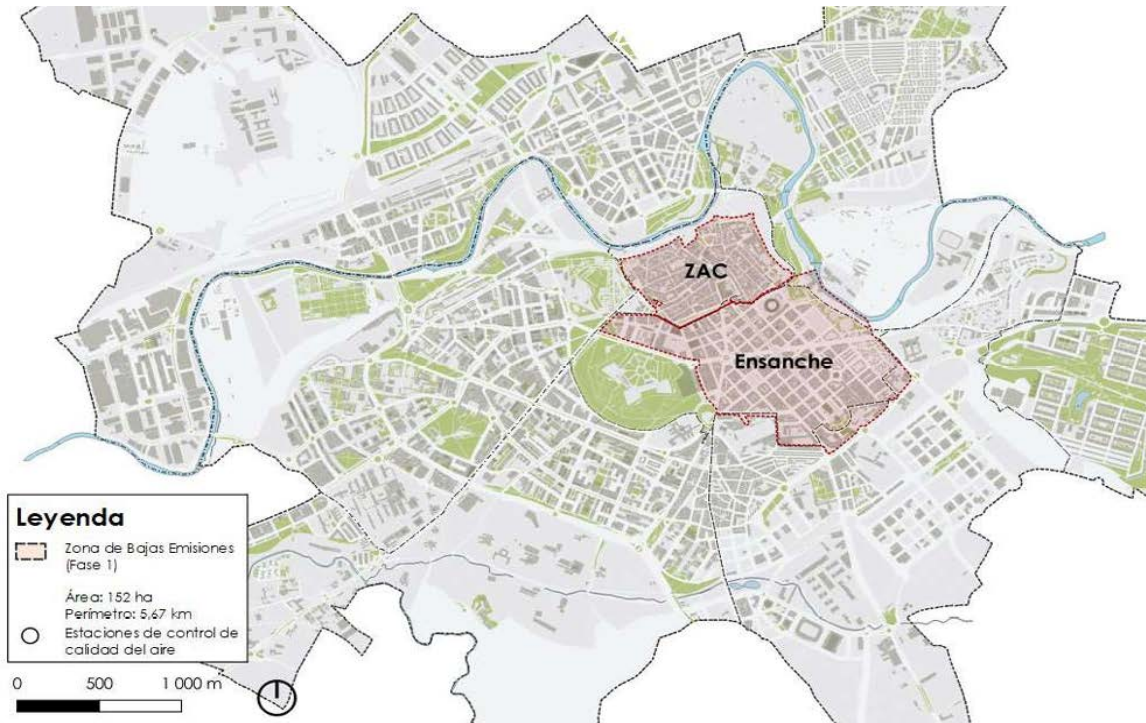 ZAC
Ensanche
Leyenda
Zona de Bajas Emisiones
(Fase 1)
Área: 152 ha
Perímetro: 5,67 km
Estaciones de control de
calidad del aire
0 500 1 000 m